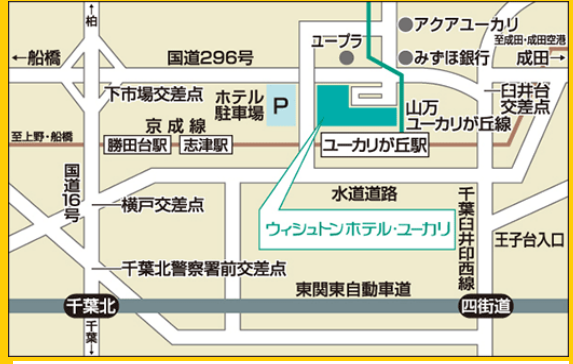 ↑柏
アクアユーカリ
ユープラ
みずほ銀行
至成田・成田空港
←船橋
国道296号
成田→
下市場交差点
ホテル
駐車場
P
山万
ユーカリが丘線
臼井台
交差点
至上野・船橋
京成線
勝田台駅
志津駅
ユーカリが丘駅
国道16号
水道道路
千葉臼井印西線
横戸交差点
ウィシュトンホテル・ユーカリ
王子台入口
千葉北警察署前交差点
東関東自動車道
千葉北
四街道
千葉↓